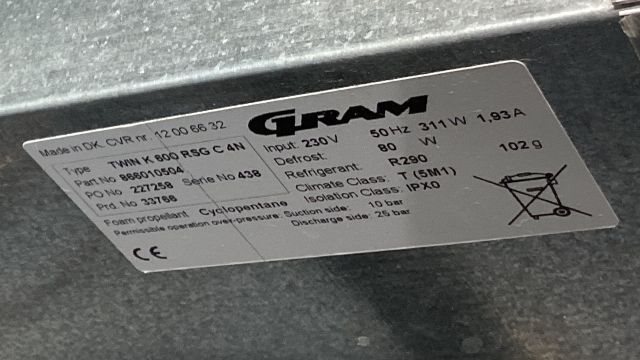 Made in DK. CVR nr. 12 00 66 32
GRAM
Type TWIN K 600 RSG C 4N
Part No 866010504
PO No 227258 Serie No 438
Prd. No 33768
Input: 230V 50 Hz 311 W 1,93 A
Defrost: 80 W
Refrigerant: R290 102 g
Climate Class: T (5M1)
Isolation Class: IPX0
Foam propellant Cyclopentane
Permissible operation over-pressure: Suction side: 10 bar
Discharge side: 25 bar
CE